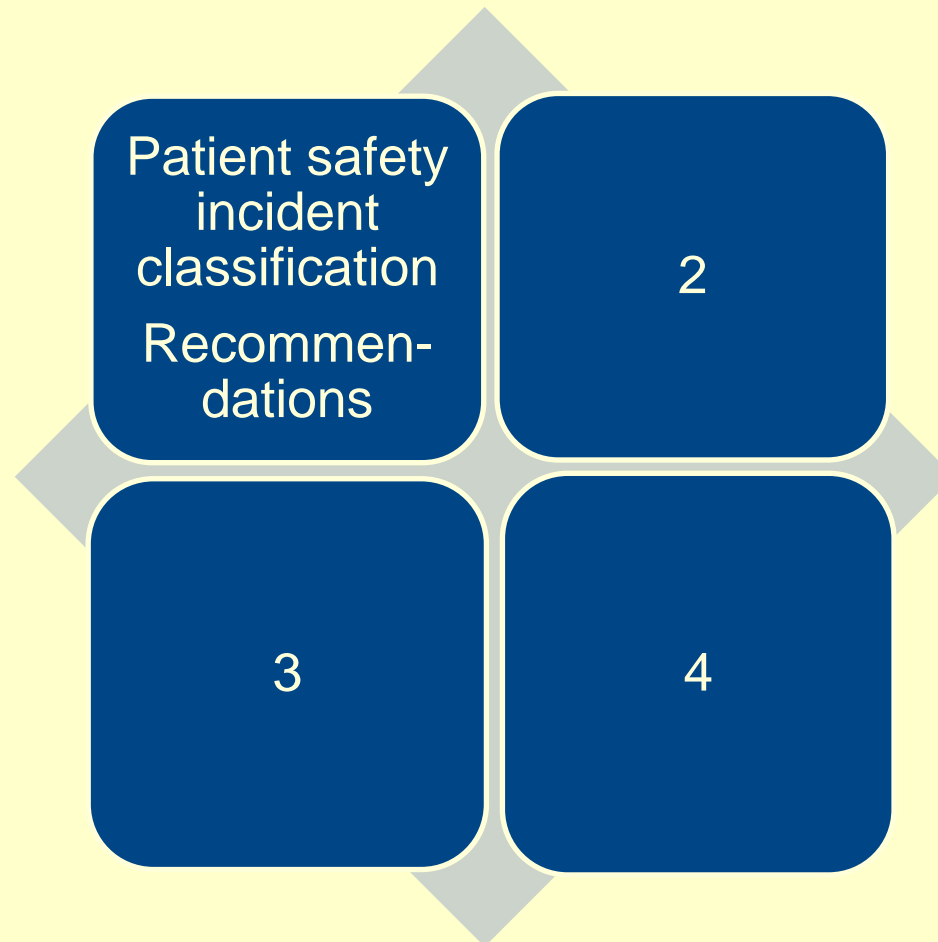 Patient safety
incident
classification
Recommen-
dations
2
3
4